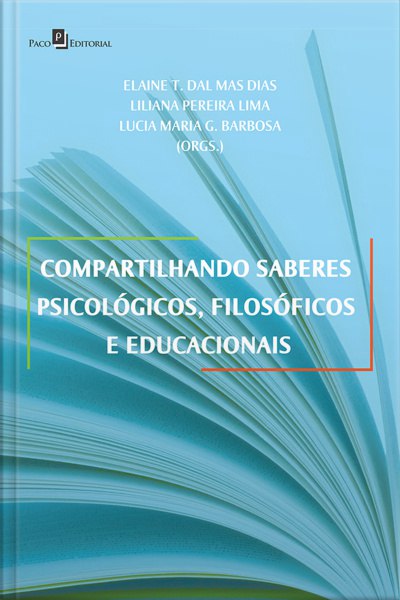 PACO EDITORIAL
ELAINE T. DAL MAS DIAS
LILIANA PEREIRA LIMA
LUCIA MARIA G. BARBOSA
(ORGS.)
COMPARTILHANDO SABERES
PSICOLÓGICOS, FILOSÓFICOS
E EDUCACIONAIS